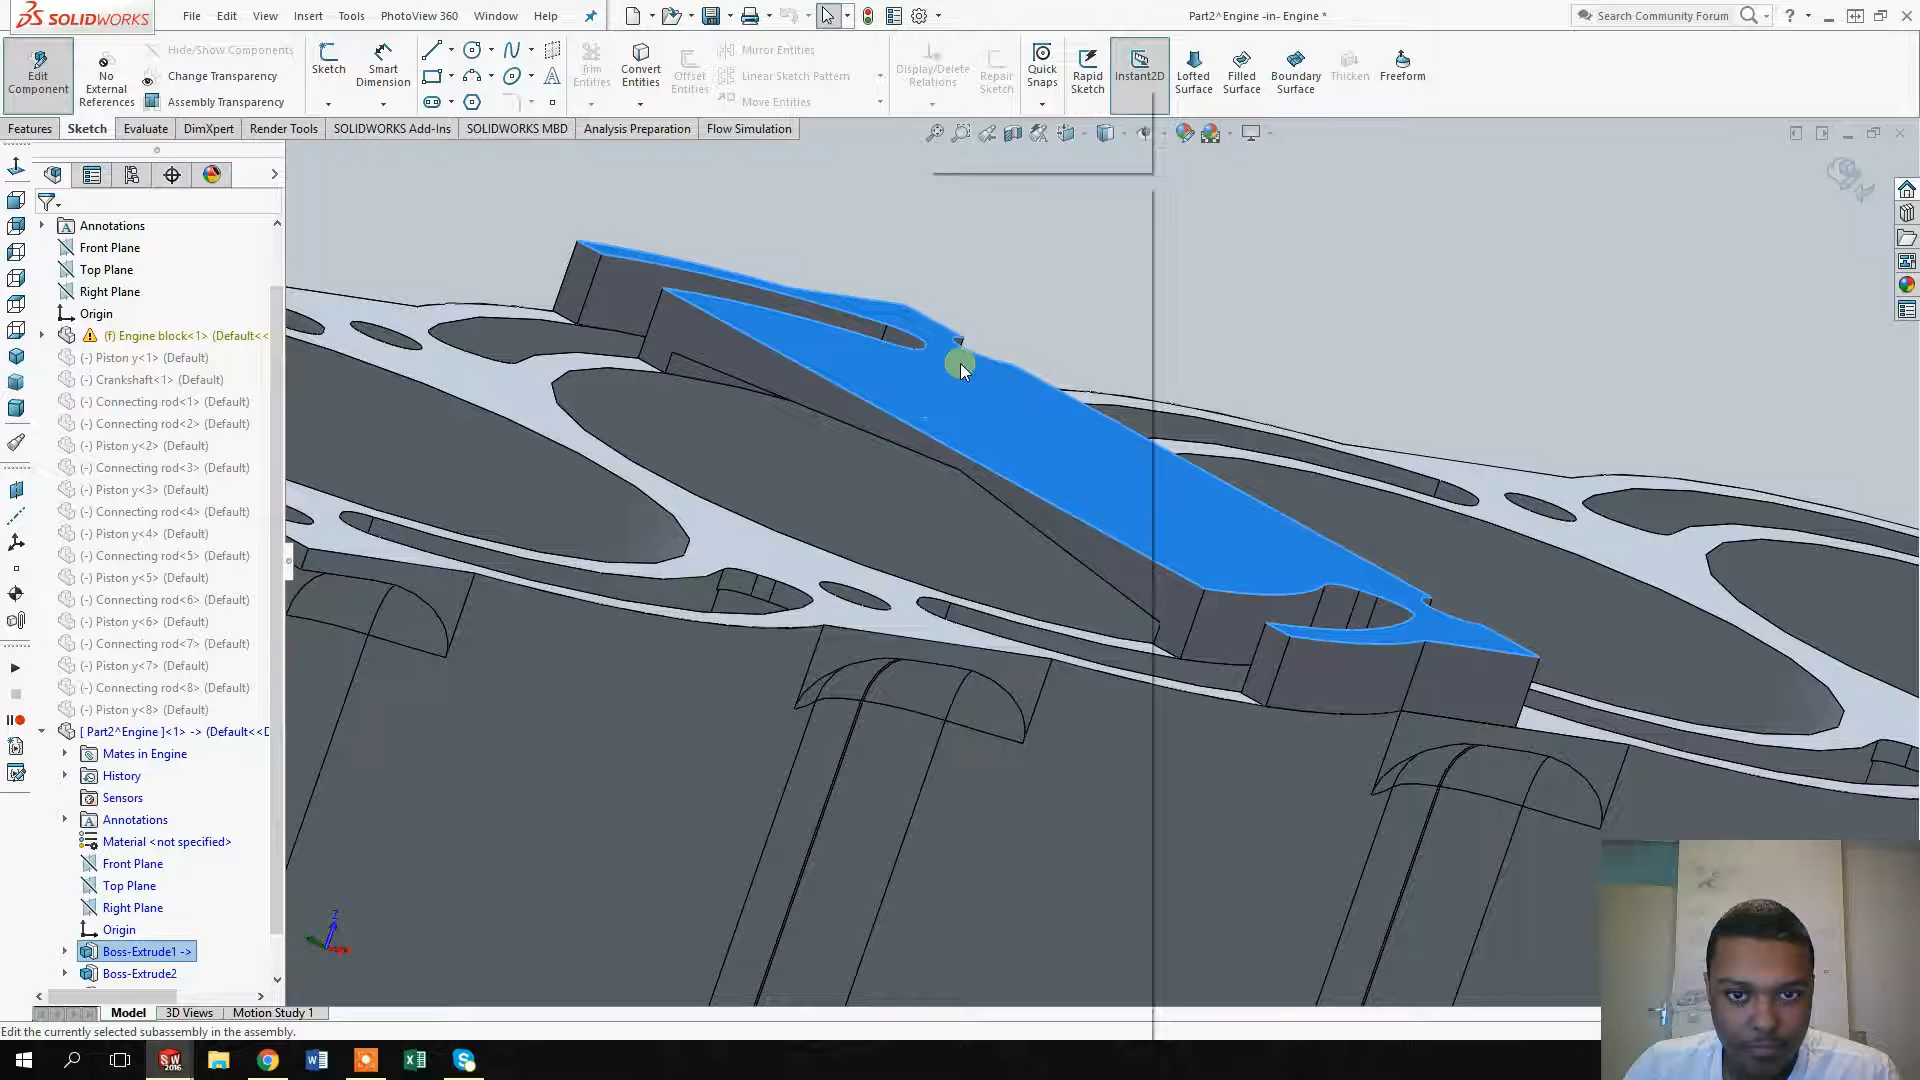 SOLIDWORKS
File
Edit
View
Insert
Tools
PhotoView 360
Window
Help
Part2^Engine -in- Engine *
Search Community Forum
Edit Component
No External References
Hide/Show Components
Change Transparency
Assembly Transparency
Sketch
Smart Dimension
Trim Entities
Convert Entities
Offset Entities
Mirror Entities
Linear Sketch Pattern
Move Entities
Display/Delete Relations
Repair Sketch
Quick Snaps
Rapid Sketch
Instant2D
Lofted Surface
Filled Surface
Boundary Surface
Thicken
Freeform
Features
Sketch
Evaluate
DimXpert
Render Tools
SOLIDWORKS Add-Ins
SOLIDWORKS MBD
Analysis Preparation
Flow Simulation
Annotations
Front Plane
Top Plane
Right Plane
Origin
(f) Engine block<1> (Default<<
(-) Piston y<1> (Default)
(-) Crankshaft<1> (Default)
(-) Connecting rod<1> (Default)
(-) Connecting rod<2> (Default)
(-) Piston y<2> (Default)
(-) Connecting rod<3> (Default)
(-) Piston y<3> (Default)
(-) Connecting rod<4> (Default)
(-) Piston y<4> (Default)
(-) Connecting rod<5> (Default)
(-) Piston y<5> (Default)
(-) Connecting rod<6> (Default)
(-) Piston y<6> (Default)
(-) Connecting rod<7> (Default)
(-) Piston y<7> (Default)
(-) Connecting rod<8> (Default)
(-) Piston y<8> (Default)
[ Part2^Engine ]<1> -> (Default<<D
Mates in Engine
History
Sensors
Annotations
Material <not specified>
Front Plane
Top Plane
Right Plane
Origin
Boss-Extrude1 ->
Boss-Extrude2
Z
Model
3D Views
Motion Study 1
Edit the currently selected subassembly in the assembly.
SW
2016